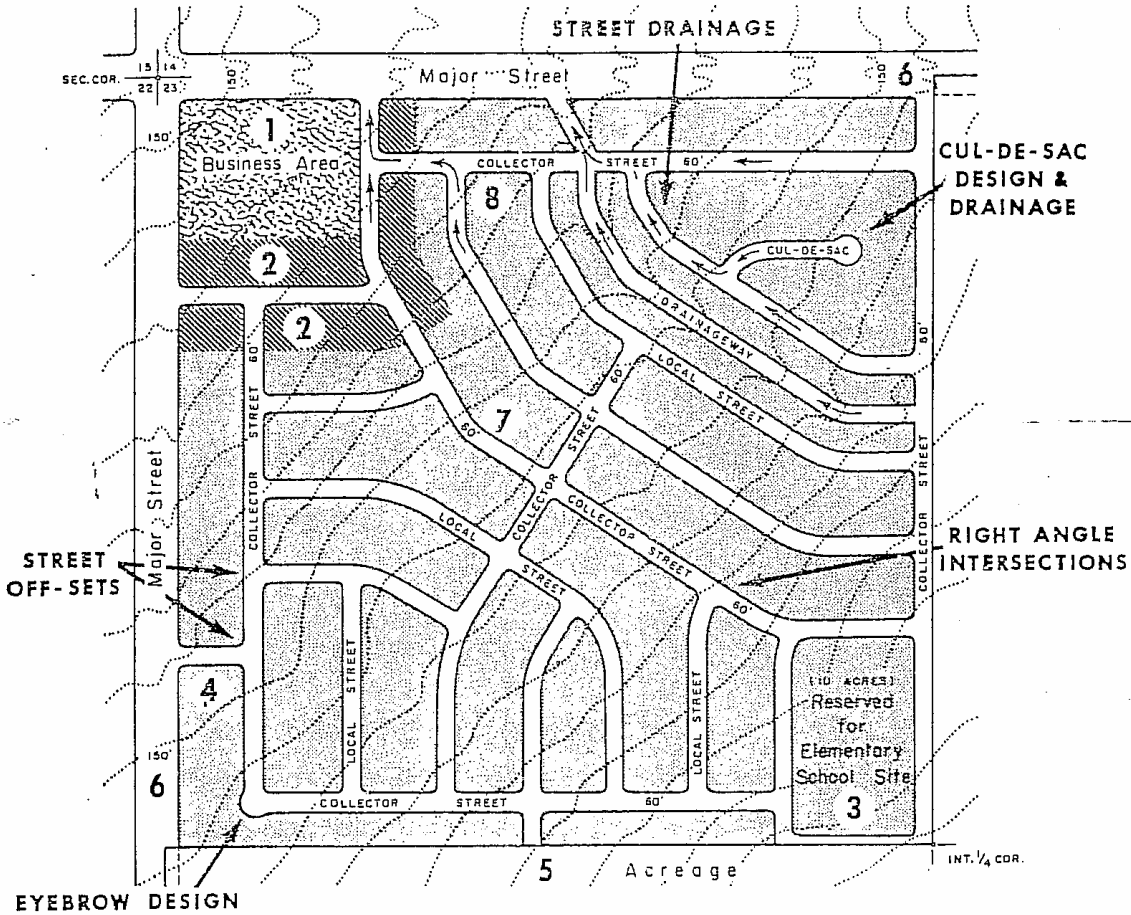 STREET DRAINAGE
SEC. COR.
15 14
22 23
150'
Major Street
150'
6
150'
1
Business Area
COLLECTOR STREET 60'
CUL-DE-SAC
DESIGN &
DRAINAGE
8
2
CUL-DE-SAC
2
DRAINAGEWAY
60'
60'
COLLECTOR STREET
60'
LOCAL STREET
7
60'
COLLECTOR STREET
Major Street
COLLECTOR STREET
LOCAL STREET
COLLECTOR STREET
RIGHT ANGLE
INTERSECTIONS
STREET
OFF-SETS
60'
4
LOCAL STREET
LOCAL STREET
(10 ACRES)
Reserved
for
Elementary
School Site
3
150'
6
COLLECTOR STREET 60'
5
Acreage
INT. 1/4 COR.
EYEBROW DESIGN